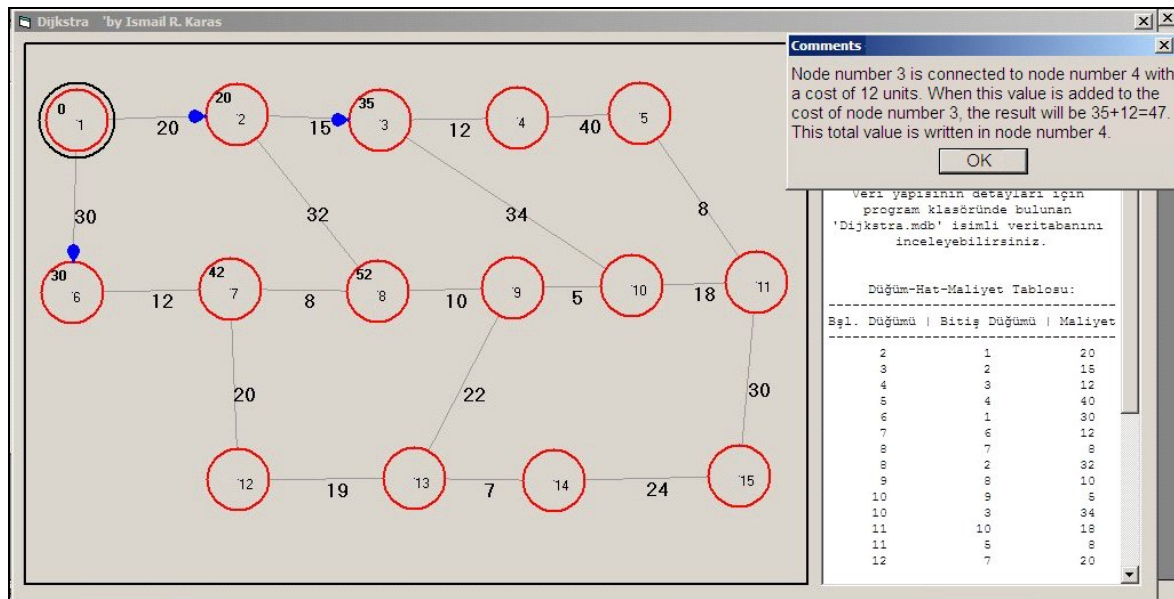 Dijkstra 'by Ismail R. Karas
Comments
Node number 3 is connected to node number 4 with
a cost of 12 units. When this value is added to the
cost of node number 3, the result will be 35+12=47.
This total value is written in node number 4.
OK
0
'1
20
20
'2
15
35
'3
12
'4
40
'5
30
32
34
8
30
'6
12
42
'7
8
52
'8
10
'9
5
'10
18
'11
20
22
30
'12
19
'13
7
'14
24
'15
Veri yapısının detayları için
program klasöründe bulunan
'Dijkstra.mdb' isimli veritabanını
inceleyebilirsiniz.
Düğüm-Hat-Maliyet Tablosu:
Bşl. Düğümü | Bitiş Düğümü | Maliyet
2 1 20
3 2 15
4 3 12
5 4 40
6 1 30
7 6 12
8 7 8
8 2 32
9 8 10
10 9 5
10 3 34
11 10 18
11 5 8
12 7 20